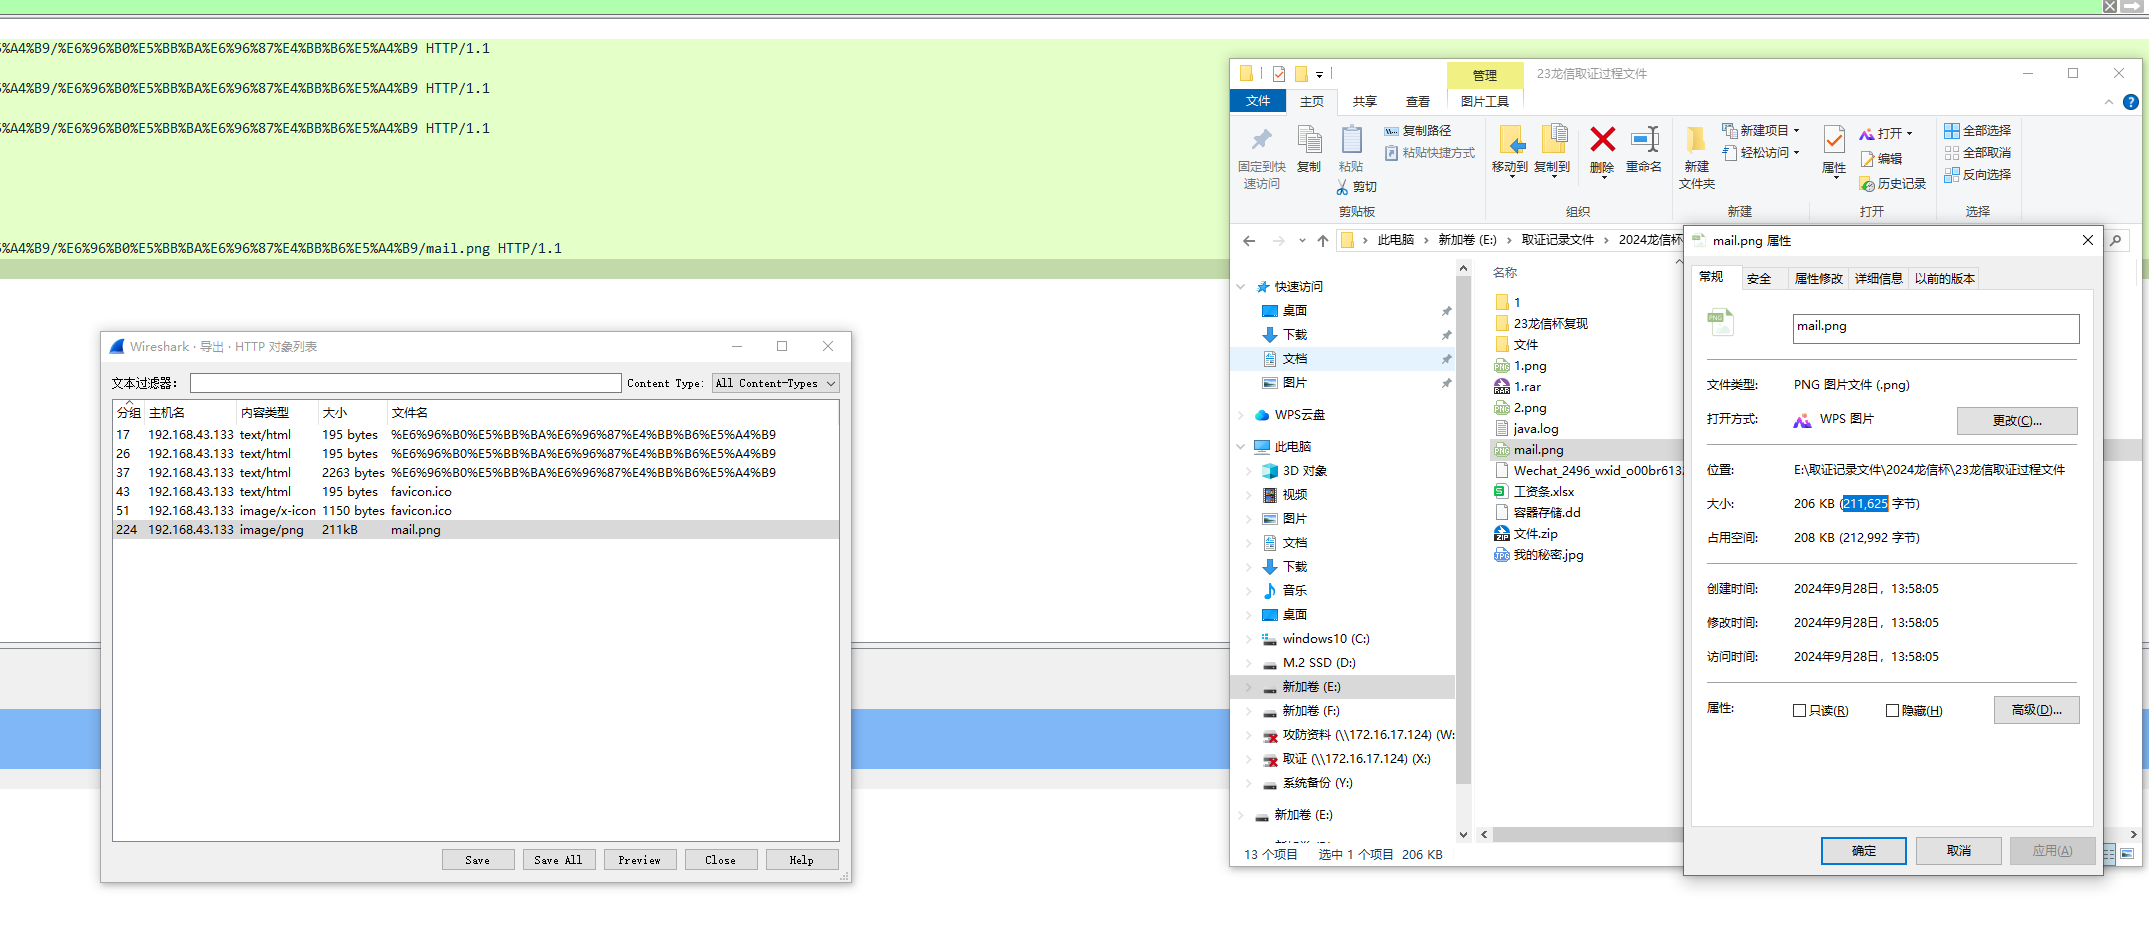 5%A4%B9/%E6%96%B0%E5%BB%BA%E6%96%87%E4%BB%B6%E5%A4%B9 HTTP/1.1
5%A4%B9/%E6%96%B0%E5%BB%BA%E6%96%87%E4%BB%B6%E5%A4%B9 HTTP/1.1
5%A4%B9/%E6%96%B0%E5%BB%BA%E6%96%87%E4%BB%B6%E5%A4%B9 HTTP/1.1
5%A4%B9/%E6%96%B0%E5%BB%BA%E6%96%87%E4%BB%B6%E5%A4%B9/mail.png HTTP/1.1
Wireshark · 导出 · HTTP 对象列表
文本过滤器: Content Type: All Content-Types
分组 主机名 内容类型 大小 文件名
17 192.168.43.133 text/html 195 bytes %E6%96%B0%E5%BB%BA%E6%96%87%E4%BB%B6%E5%A4%B9
26 192.168.43.133 text/html 195 bytes %E6%96%B0%E5%BB%BA%E6%96%87%E4%BB%B6%E5%A4%B9
37 192.168.43.133 text/html 2263 bytes %E6%96%B0%E5%BB%BA%E6%96%87%E4%BB%B6%E5%A4%B9
43 192.168.43.133 text/html 195 bytes favicon.ico
51 192.168.43.133 image/x-icon 1150 bytes favicon.ico
224 192.168.43.133 image/png 211kB mail.png
Save Save All Preview Close Help
管理 23龙信取证过程文件
文件 主页 共享 查看 图片工具
固定到快速访问
复制
粘贴
复制路径
粘贴快捷方式
剪切
剪贴板
移动到
复制到
删除
重命名
组织
新建文件夹
新建项目
轻松访问
新建
属性
打开
编辑
历史记录
打开
全部选择
全部取消
反向选择
选择
此电脑 › 新加卷 (E:) › 取证记录文件 › 2024龙信杯
快速访问
桌面
下载
文档
图片
WPS云盘
此电脑
3D 对象
视频
图片
文档
下载
音乐
桌面
windows10 (C:)
M.2 SSD (D:)
新加卷 (E:)
新加卷 (F:)
攻防资料 (\\172.16.17.124) (W:
取证 (\\172.16.17.124) (X:)
系统备份 (Y:)
新加卷 (E:)
名称
1
23龙信杯复现
文件
1.png
1.rar
2.png
java.log
mail.png
Wechat_2496_wxid_o00br613
工资条.xlsx
容器存储.dd
文件.zip
我的秘密.jpg
13 个项目 选中 1 个项目 206 KB
mail.png 属性
常规 安全 属性修改 详细信息 以前的版本
PNG
mail.png
文件类型: PNG 图片文件 (.png)
打开方式: WPS 图片 更改(C)...
位置: E:\取证记录文件\2024龙信杯\23龙信取证过程文件
大小: 206 KB (211,625 字节)
占用空间: 208 KB (212,992 字节)
创建时间: 2024年9月28日，13:58:05
修改时间: 2024年9月28日，13:58:05
访问时间: 2024年9月28日，13:58:05
属性: 只读(R) 隐藏(H) 高级(D)...
确定 取消 应用(A)